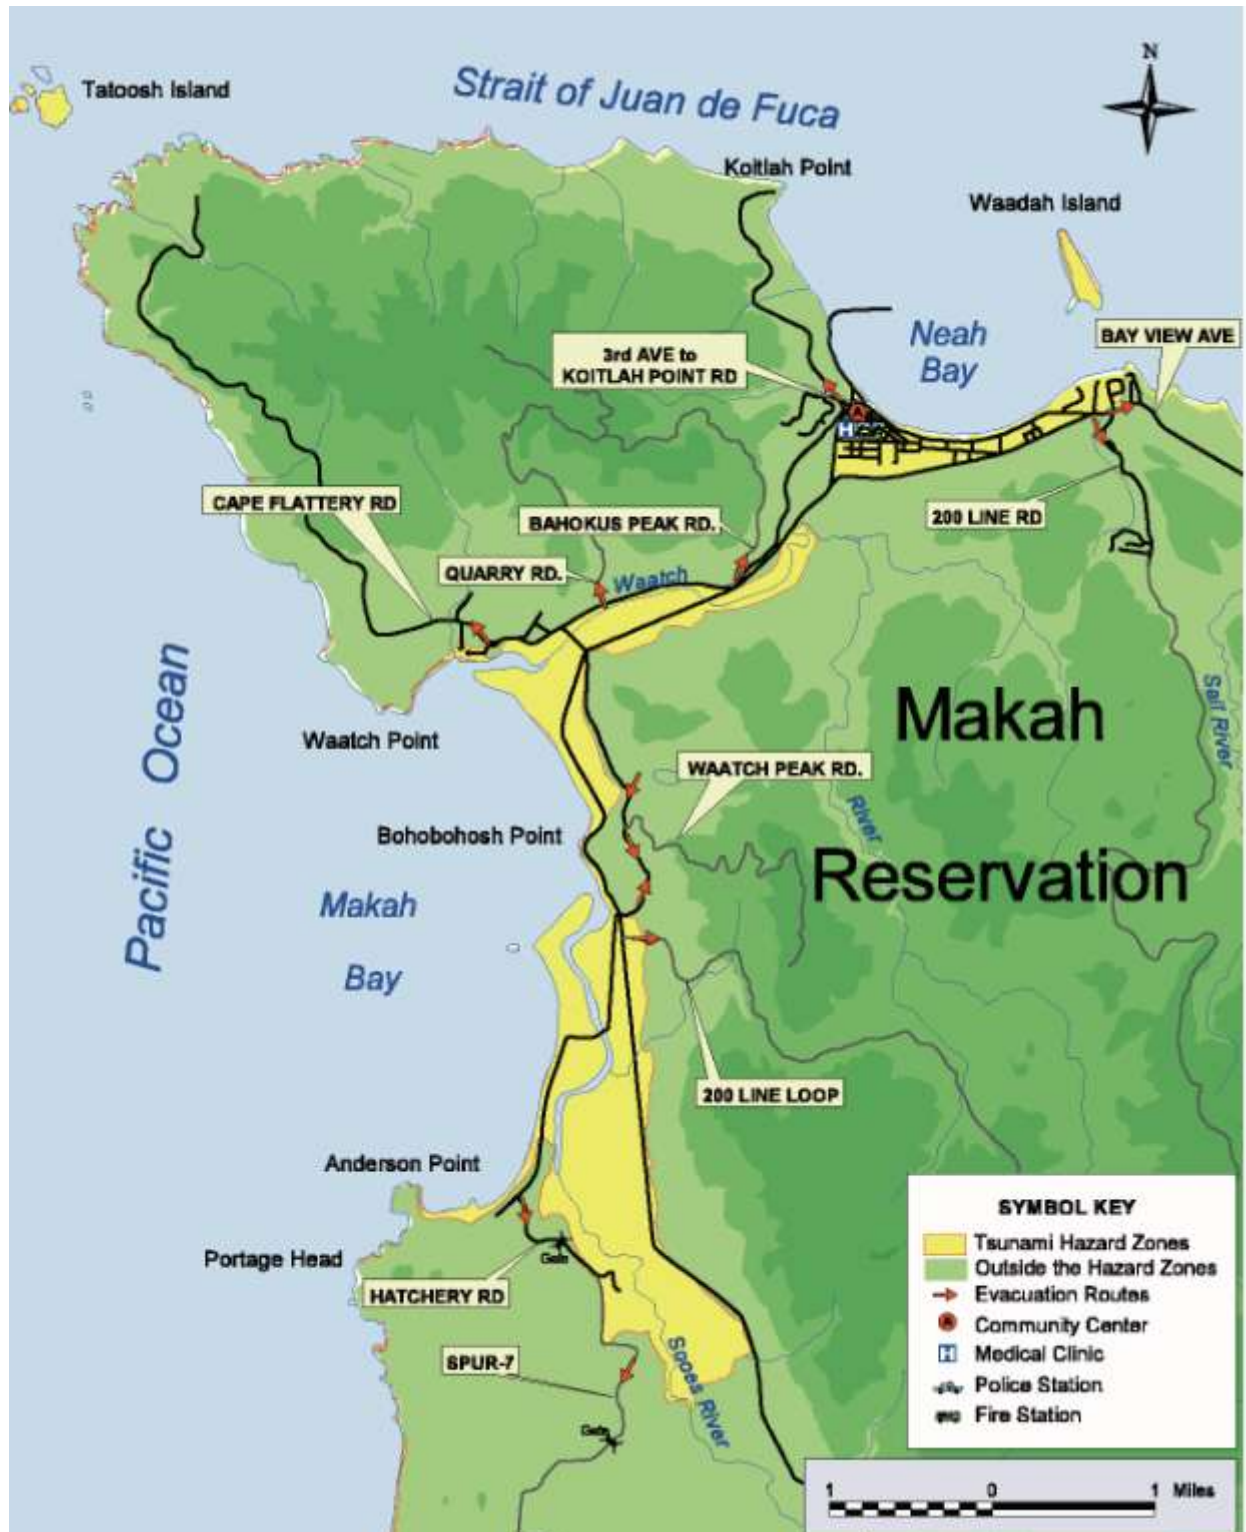 N
Tatoosh Island
Strait of Juan de Fuca
Koitlah Point
Waadah Island
Neah
Bay
BAY VIEW AVE
3rd AVE to
KOITLAH POINT RD
A
H
CAPE FLATTERY RD
BAHOKUS PEAK RD.
200 LINE RD
QUARRY RD.
Waatch
Pacific Ocean
Waatch Point
Makah
Sail River
WAATCH PEAK RD.
River
Bohobohosh Point
Reservation
Makah
Bay
200 LINE LOOP
Anderson Point
Portage Head
Gate
HATCHERY RD
SPUR-7
Sooes River
Gate
SYMBOL KEY
Tsunami Hazard Zones
Outside the Hazard Zones
Evacuation Routes
A Community Center
H Medical Clinic
Police Station
Fire Station
1 0 1 Miles